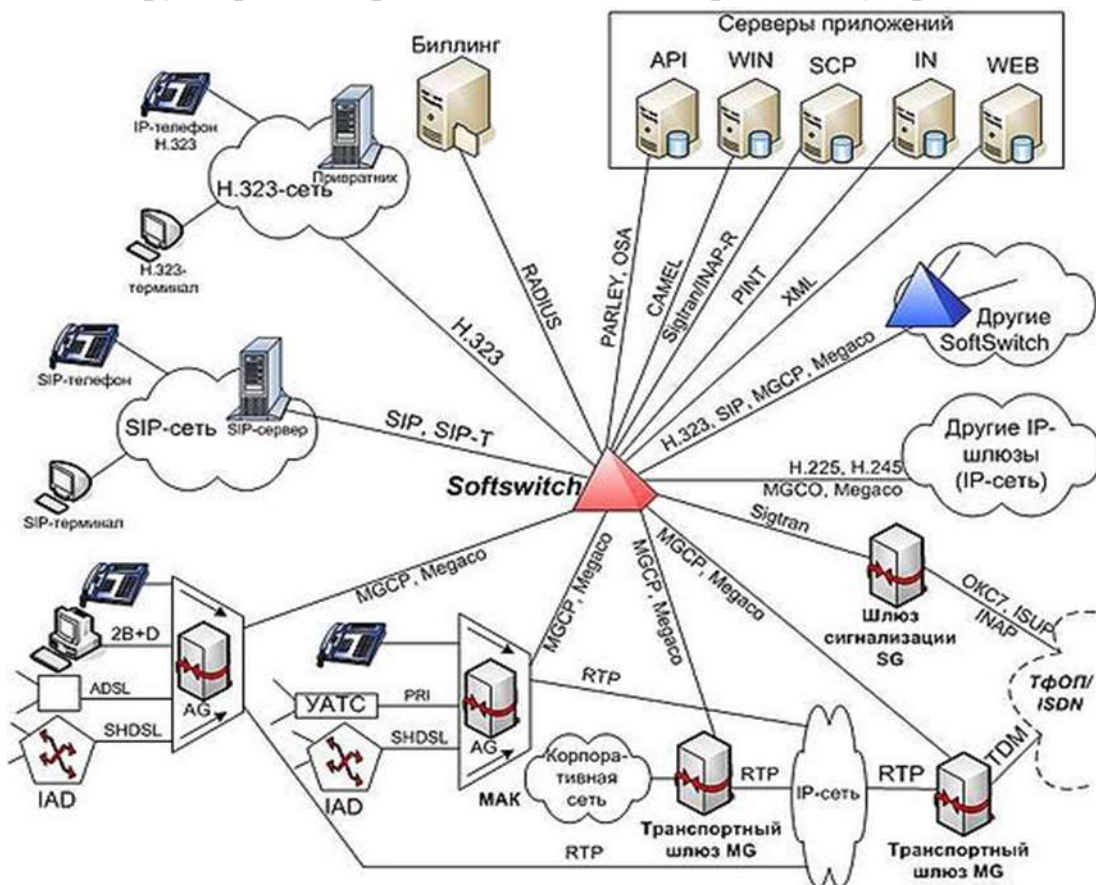 Серверы приложений
Биллинг
API
WIN
SCP
IN
WEB
IP-телефон
H.323
Привратник
H.323-сеть
H.323-
терминал
RADIUS
PARLEY, OSA
CAMEL
Sigtran/INAP-R
PINT
XML
H.323
Другие
SoftSwitch
SIP-телефон
SIP-сеть
SIP-сервер
SIP, SIP-T
H.323, SIP, MGCP, Megaco
Другие IP-
шлюзы
(IP-сеть)
H.225, H.245
MGCO, Megaco
Softswitch
SIP-терминал
Sigtran
MGCP, Megaco
MGCP, Megaco
MGCP, Megaco
MGCP, Megaco
Шлюз
сигнализации
SG
ОКС7, ISUP
INAP
ТфОП/
ISDN
2B+D
ADSL
AG
SHDSL
IAD
УАТС
PRI
AG
SHDSL
IAD
МАК
RTP
Корпора-
тивная
сеть
RTP
IP-сеть
RTP
TDM
Транспортный
шлюз MG
Транспортный
шлюз MG
RTP